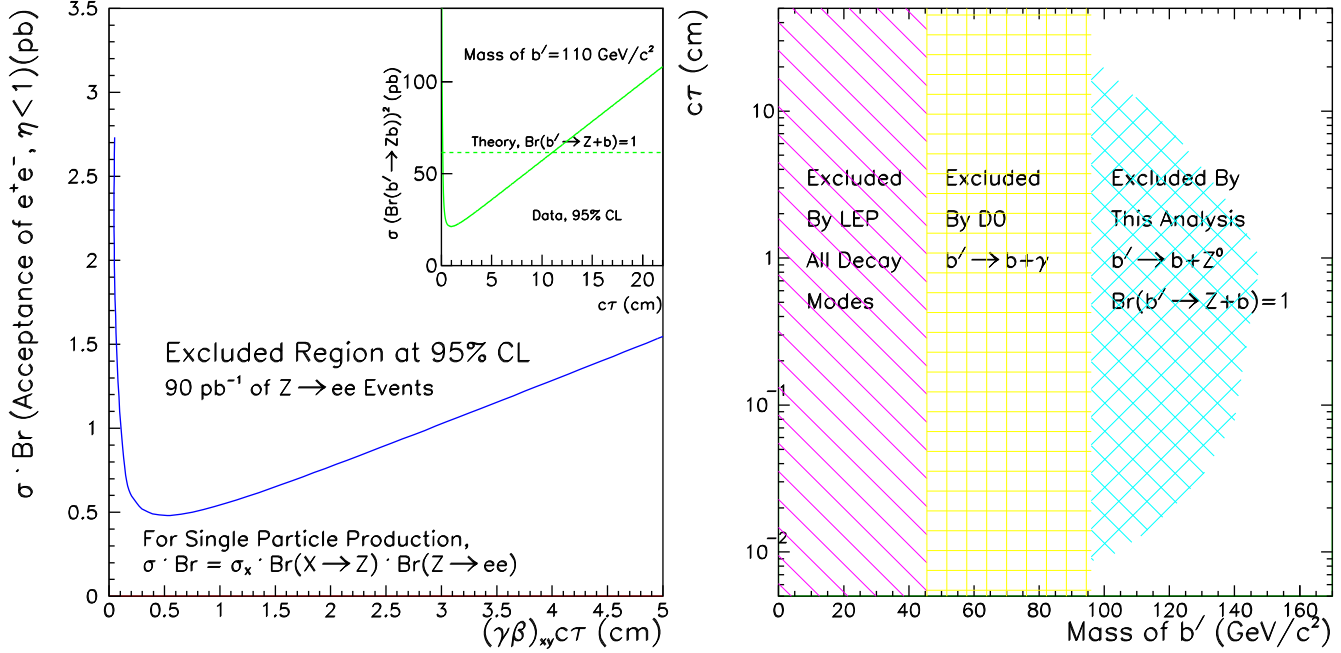 σ · Br (Acceptance of e⁺e⁻, η < 1)(pb)
3.5
3
2.5
2
1.5
1
0.5
0
σ (Br(b′ → Zb))² (pb)
100
50
0
Mass of b′=110 GeV/c²
Theory, Br(b′ → Z+b)=1
Data, 95% CL
0 5 10 15 20
cτ (cm)
Excluded Region at 95% CL
90 pb⁻¹ of Z → ee Events
For Single Particle Production,
σ · Br = σₓ · Br(X → Z) · Br(Z → ee)
0 0.5 1 1.5 2 2.5 3 3.5 4 4.5 5
(γβ)ₓᵧcτ (cm)
cτ (cm)
10
1
10⁻¹
10⁻²
Excluded
By LEP
All Decay
Modes
Excluded
By D0
b′ → b+γ
Excluded By
This Analysis
b′ → b+Z⁰
Br(b′ → Z+b)=1
0 20 40 60 80 100 120 140 160
Mass of b′ (GeV/c²)